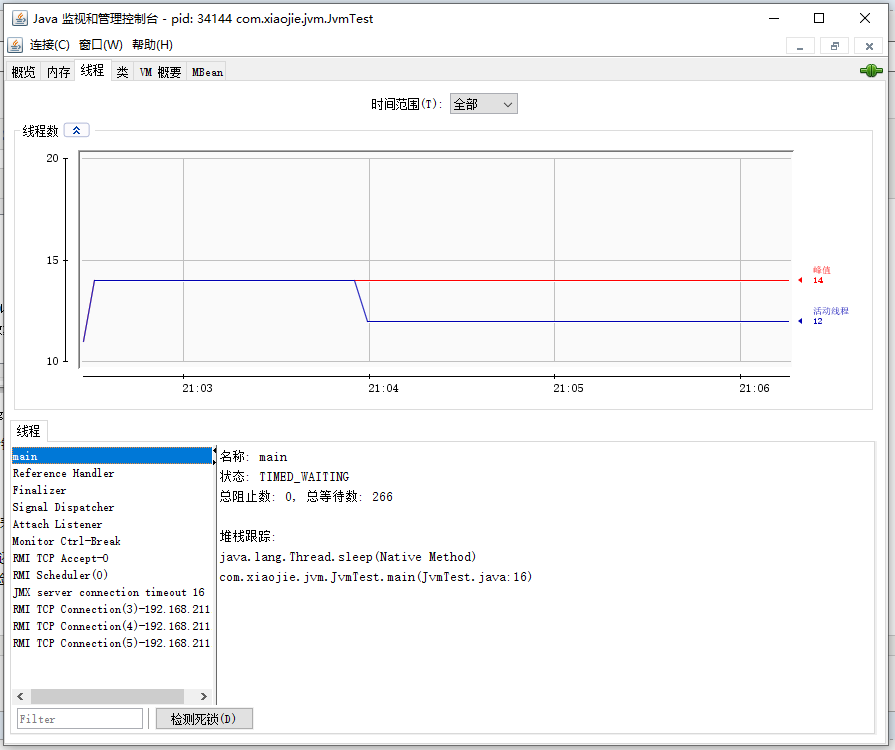 Java 监视和管理控制台 - pid: 34144 com.xiaojie.jvm.JvmTest
连接(C) 窗口(W) 帮助(H)
概览 内存 线程 类 VM 概要 MBean
时间范围(T): 全部
线程数
20
15
10
峰值
14
活动线程
12
21:03 21:04 21:05 21:06
线程
main
Reference Handler
Finalizer
Signal Dispatcher
Attach Listener
Monitor Ctrl-Break
RMI TCP Accept-0
RMI Scheduler(0)
JMX server connection timeout 16
RMI TCP Connection(3)-192.168.211
RMI TCP Connection(4)-192.168.211
RMI TCP Connection(5)-192.168.211
名称: main
状态: TIMED_WAITING
总阻止数: 0, 总等待数: 266
堆栈跟踪:
java.lang.Thread.sleep(Native Method)
com.xiaojie.jvm.JvmTest.main(JvmTest.java:16)
Filter
检测死锁(D)